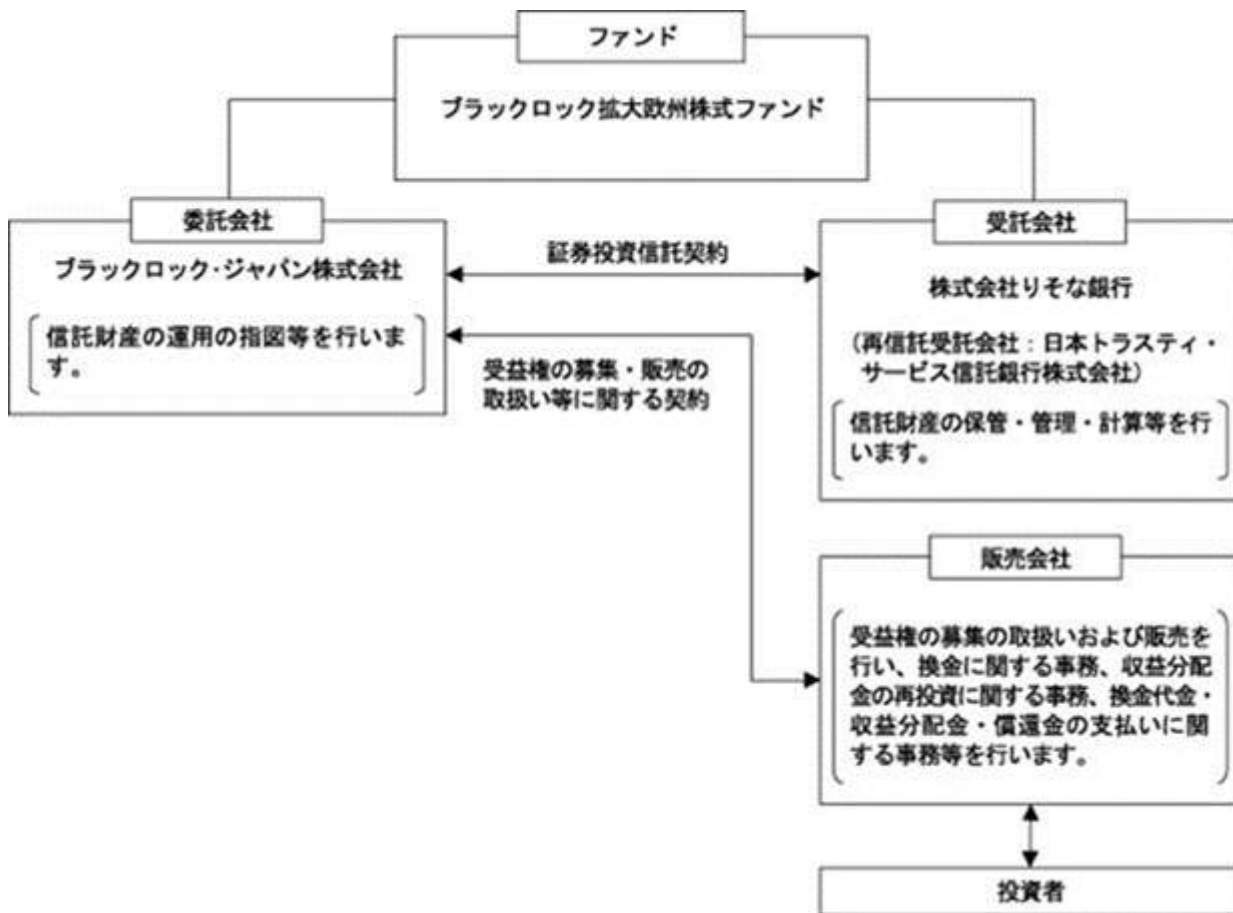 ファンド
ブラックロック拡大欧州株式ファンド
委託会社
ブラックロック・ジャパン株式会社
信託財産の運用の指図等を行いま
す。
証券投資信託契約
受益権の募集・販売の
取扱い等に関する契約
受託会社
株式会社りそな銀行
(再信託受託会社：日本トラスティ・
サービス信託銀行株式会社)
信託財産の保管・管理・計算等を行
います。
販売会社
受益権の募集の取扱いおよび販売を
行い、換金に関する事務、収益分配
金の再投資に関する事務、換金代金・
収益分配金・償還金の支払いに関
する事務等を行います。
投資者